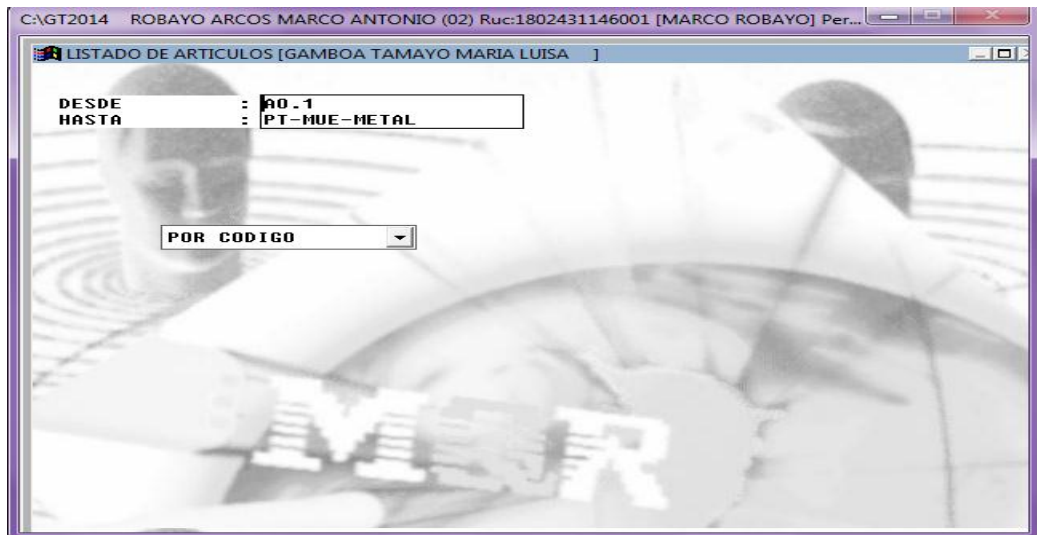 C:\GT2014 ROBAYO ARCOS MARCO ANTONIO (02) Ruc:1802431146001 [MARCO ROBAYO] Per...
LISTADO DE ARTICULOS [GAMBOA TAMAYO MARIA LUISA ]
DESDE : A0.1
HASTA : PT-MUE-METAL
POR CODIGO
MQR